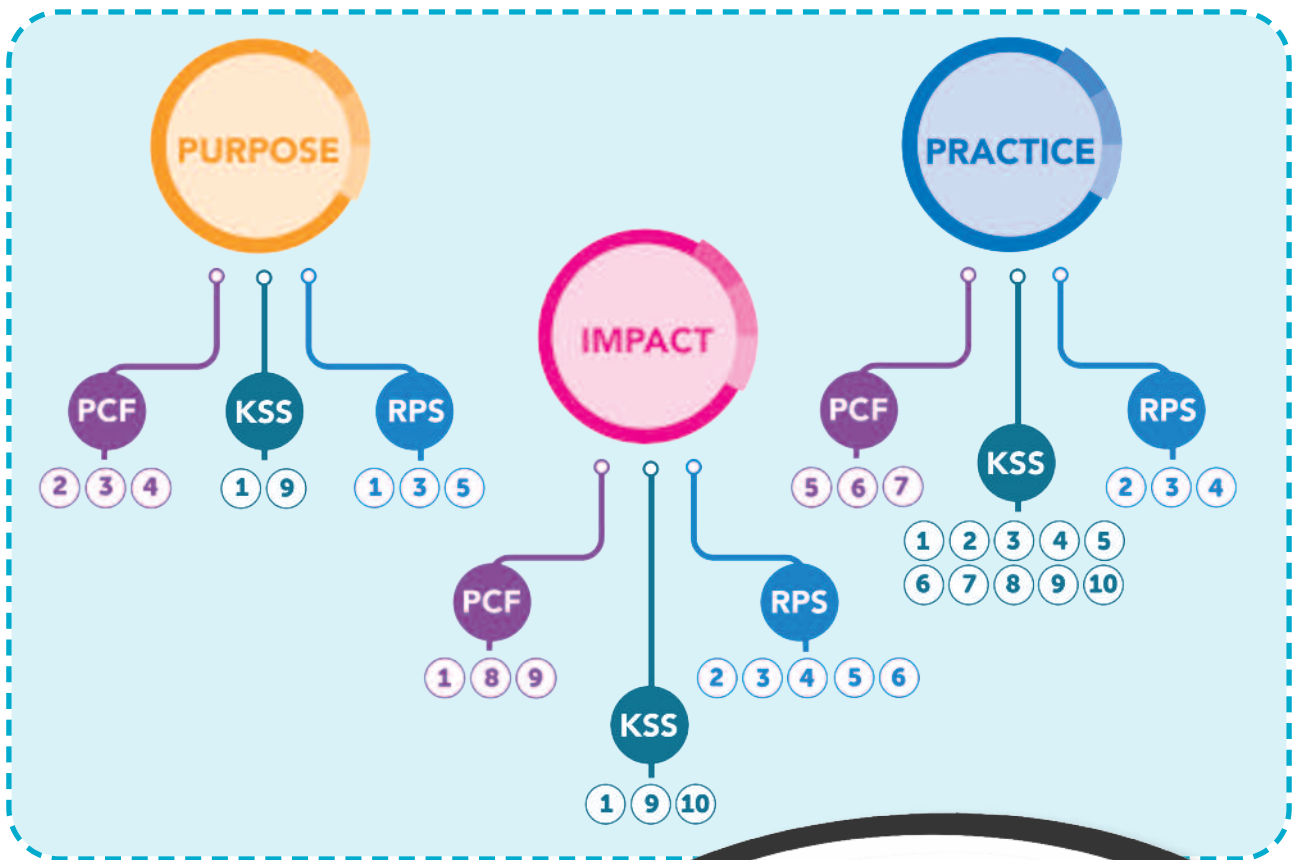 PURPOSE
PCF KSS RPS
2 3 4 1 9 1 3 5
IMPACT
PCF RPS
1 8 9 2 3 4 5 6
KSS
1 9 10
PRACTICE
PCF RPS
5 6 7 2 3 4
KSS
1 2 3 4 5
6 7 8 9 10